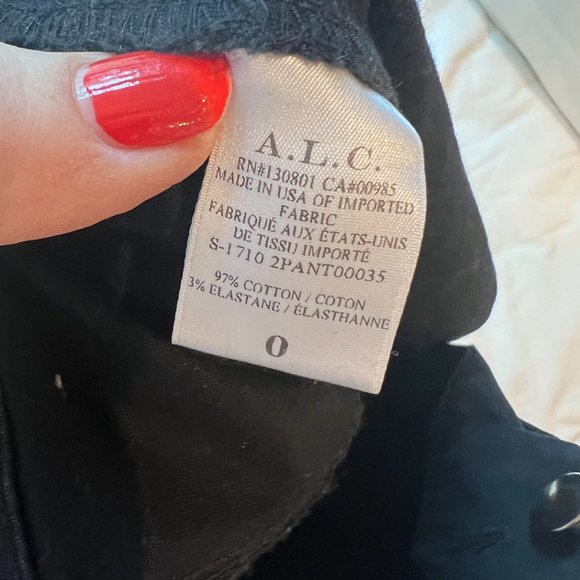 A.L.C.
RN#130801 CA#00985
MADE IN USA OF IMPORTED
FABRIC
FABRIQUÉ AUX ÉTATS-UNIS
DE TISSU IMPORTÉ
S-1710 2PANT00035
97% COTTON / COTON
3% ELASTANE / ÉLASTHANNE
0